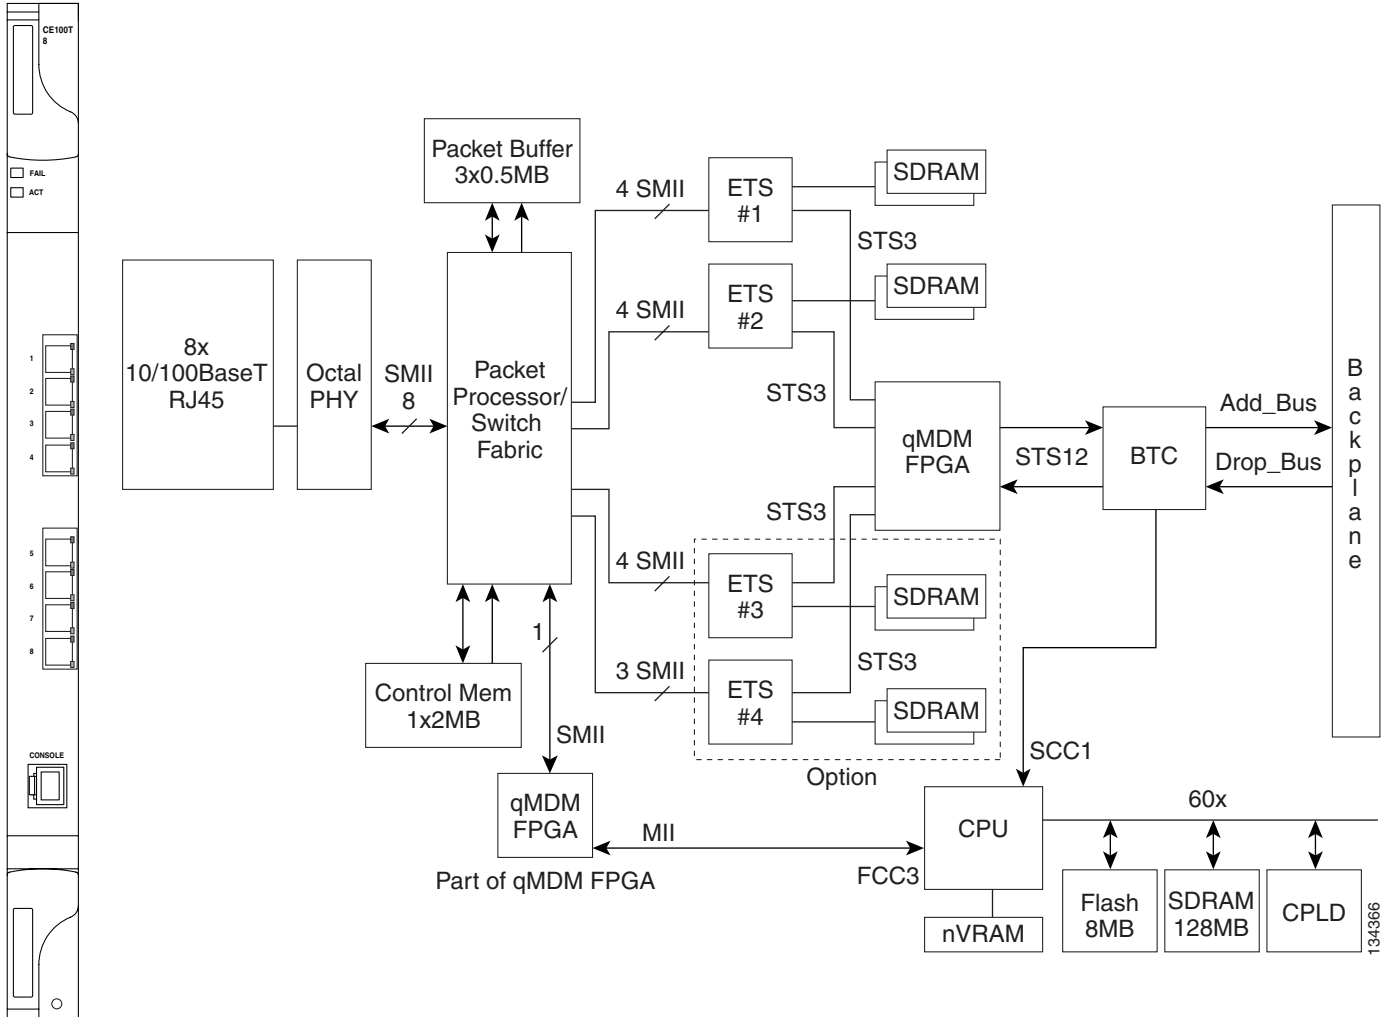 CE100T
8
FAIL
ACT
1
2
3
4
5
6
7
8
CONSOLE
8x
10/100BaseT
RJ45
Octal
PHY
SMII
8
Packet Buffer
3x0.5MB
Packet
Processor/
Switch
Fabric
Control Mem
1x2MB
1
SMII
qMDM
FPGA
Part of qMDM FPGA
4 SMII
ETS
#1
SDRAM
STS3
4 SMII
ETS
#2
SDRAM
STS3
4 SMII
ETS
#3
SDRAM
STS3
3 SMII
ETS
#4
SDRAM
STS3
Option
qMDM
FPGA
STS12
BTC
Add_Bus
Drop_Bus
Backplane
SCC1
MII
FCC3
CPU
nVRAM
60x
Flash
8MB
SDRAM
128MB
CPLD
134366